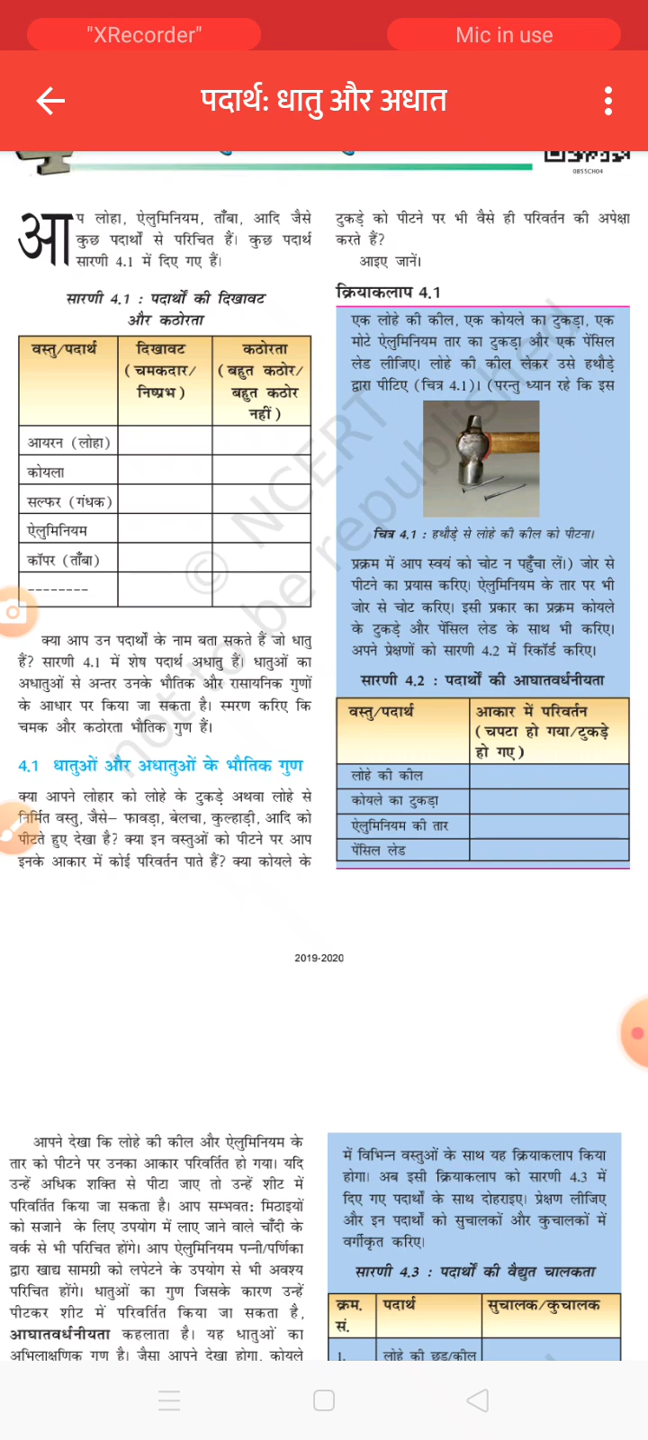 "XRecorder"
Mic in use
पदार्थ: धातु और अधात
0855CH04
आप लोहा, ऐलुमिनियम, ताँबा, आदि जैसे
कुछ पदार्थों से परिचित हैं। कुछ पदार्थ
सारणी 4.1 में दिए गए हैं।
सारणी 4.1 : पदार्थों की दिखावट
और कठोरता
वस्तु/पदार्थ दिखावट कठोरता
(चमकदार/ (बहुत कठोर/
निष्प्रभ) बहुत कठोर
नहीं)
आयरन (लोहा)
कोयला
सल्फर (गंधक)
ऐलुमिनियम
कॉपर (ताँबा)
--------
क्या आप उन पदार्थों के नाम बता सकते हैं जो धातु
हैं? सारणी 4.1 में शेष पदार्थ अधातु हैं। धातुओं का
अधातुओं से अन्तर उनके भौतिक और रासायनिक गुणों
के आधार पर किया जा सकता है। स्मरण करिए कि
चमक और कठोरता भौतिक गुण हैं।
4.1 धातुओं और अधातुओं के भौतिक गुण
क्या आपने लोहार को लोहे के टुकड़े अथवा लोहे से
निर्मित वस्तु, जैसे– फावड़ा, बेलचा, कुल्हाड़ी, आदि को
पीटते हुए देखा है? क्या इन वस्तुओं को पीटने पर आप
इनके आकार में कोई परिवर्तन पाते हैं? क्या कोयले के
टुकड़े को पीटने पर भी वैसे ही परिवर्तन की अपेक्षा
करते हैं?
आइए जानें।
क्रियाकलाप 4.1
एक लोहे की कील, एक कोयले का टुकड़ा, एक
मोटे ऐलुमिनियम तार का टुकड़ा और एक पेंसिल
लेड लीजिए। लोहे की कील लेकर उसे हथौड़े
द्वारा पीटिए (चित्र 4.1)। (परन्तु ध्यान रहे कि इस
चित्र 4.1 : हथौड़े से लोहे की कील को पीटना।
प्रक्रम में आप स्वयं को चोट न पहुँचा लें।) जोर से
पीटने का प्रयास करिए। ऐलुमिनियम के तार पर भी
जोर से चोट करिए। इसी प्रकार का प्रक्रम कोयले
के टुकड़े और पेंसिल लेड के साथ भी करिए।
अपने प्रेक्षणों को सारणी 4.2 में रिकॉर्ड करिए।
सारणी 4.2 : पदार्थों की आघातवर्धनीयता
वस्तु/पदार्थ आकार में परिवर्तन
(चपटा हो गया/टुकड़े
हो गए)
लोहे की कील
कोयले का टुकड़ा
ऐलुमिनियम की तार
पेंसिल लेड
© NCERT
not to be republished
2019-2020
आपने देखा कि लोहे की कील और ऐलुमिनियम के
तार को पीटने पर उनका आकार परिवर्तित हो गया। यदि
उन्हें अधिक शक्ति से पीटा जाए तो उन्हें शीट में
परिवर्तित किया जा सकता है। आप सम्भवत: मिठाइयों
को सजाने के लिए उपयोग में लाए जाने वाले चाँदी के
वर्क से भी परिचित होंगे। आप ऐलुमिनियम पन्नी/पर्णिका
द्वारा खाद्य सामग्री को लपेटने के उपयोग से भी अवश्य
परिचित होंगे। धातुओं का गुण जिसके कारण उन्हें
पीटकर शीट में परिवर्तित किया जा सकता है,
आघातवर्धनीयता कहलाता है। यह धातुओं का
अभिलाक्षणिक गुण है। जैसा आपने देखा होगा, कोयले
में विभिन्न वस्तुओं के साथ यह क्रियाकलाप किया
होगा। अब इसी क्रियाकलाप को सारणी 4.3 में
दिए गए पदार्थों के साथ दोहराइए। प्रेक्षण लीजिए
और इन पदार्थों को सुचालकों और कुचालकों में
वर्गीकृत करिए।
सारणी 4.3 : पदार्थों की वैद्युत चालकता
क्रम. पदार्थ सुचालक/कुचालक
सं.
1. लोहे की छड़/कील